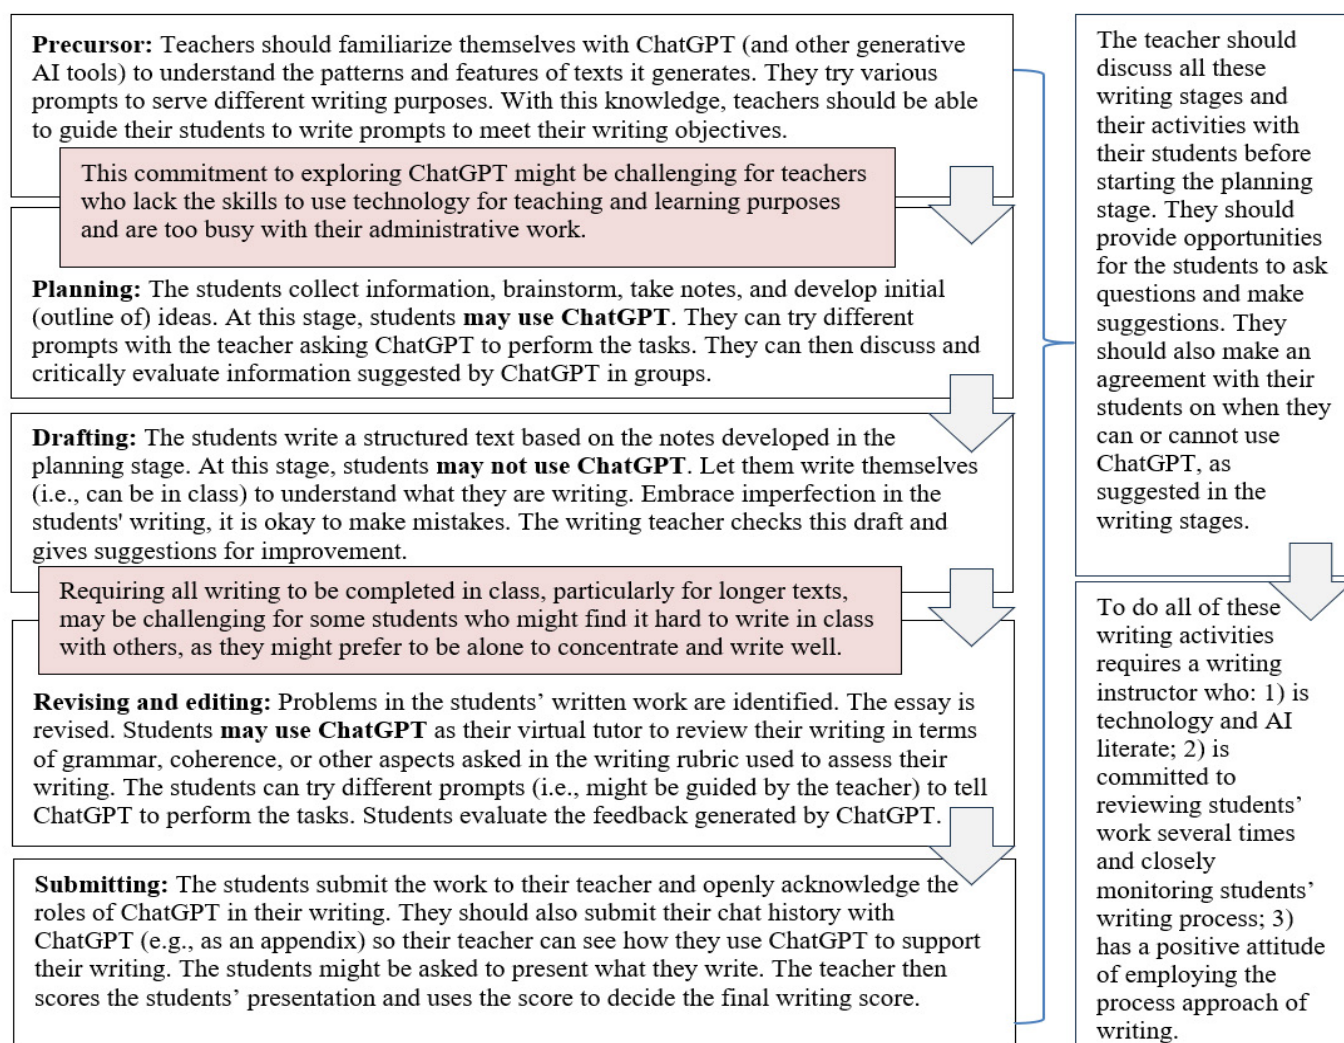 Precursor: Teachers should familiarize themselves with ChatGPT (and other generative
AI tools) to understand the patterns and features of texts it generates. They try various
prompts to serve different writing purposes. With this knowledge, teachers should be able
to guide their students to write prompts to meet their writing objectives.
This commitment to exploring ChatGPT might be challenging for teachers
who lack the skills to use technology for teaching and learning purposes
and are too busy with their administrative work.
Planning: The students collect information, brainstorm, take notes, and develop initial
(outline of) ideas. At this stage, students may use ChatGPT. They can try different
prompts with the teacher asking ChatGPT to perform the tasks. They can then discuss and
critically evaluate information suggested by ChatGPT in groups.
Drafting: The students write a structured text based on the notes developed in the
planning stage. At this stage, students may not use ChatGPT. Let them write themselves
(i.e., can be in class) to understand what they are writing. Embrace imperfection in the
students' writing, it is okay to make mistakes. The writing teacher checks this draft and
gives suggestions for improvement.
Requiring all writing to be completed in class, particularly for longer texts,
may be challenging for some students who might find it hard to write in class
with others, as they might prefer to be alone to concentrate and write well.
Revising and editing: Problems in the students’ written work are identified. The essay is
revised. Students may use ChatGPT as their virtual tutor to review their writing in terms
of grammar, coherence, or other aspects asked in the writing rubric used to assess their
writing. The students can try different prompts (i.e., might be guided by the teacher) to tell
ChatGPT to perform the tasks. Students evaluate the feedback generated by ChatGPT.
Submitting: The students submit the work to their teacher and openly acknowledge the
roles of ChatGPT in their writing. They should also submit their chat history with
ChatGPT (e.g., as an appendix) so their teacher can see how they use ChatGPT to support
their writing. The students might be asked to present what they write. The teacher then
scores the students’ presentation and uses the score to decide the final writing score.
The teacher should
discuss all these
writing stages and
their activities with
their students before
starting the planning
stage. They should
provide opportunities
for the students to ask
questions and make
suggestions. They
should also make an
agreement with their
students on when they
can or cannot use
ChatGPT, as
suggested in the
writing stages.
To do all of these
writing activities
requires a writing
instructor who: 1) is
technology and AI
literate; 2) is
committed to
reviewing students’
work several times
and closely
monitoring students’
writing process; 3)
has a positive attitude
of employing the
process approach of
writing.